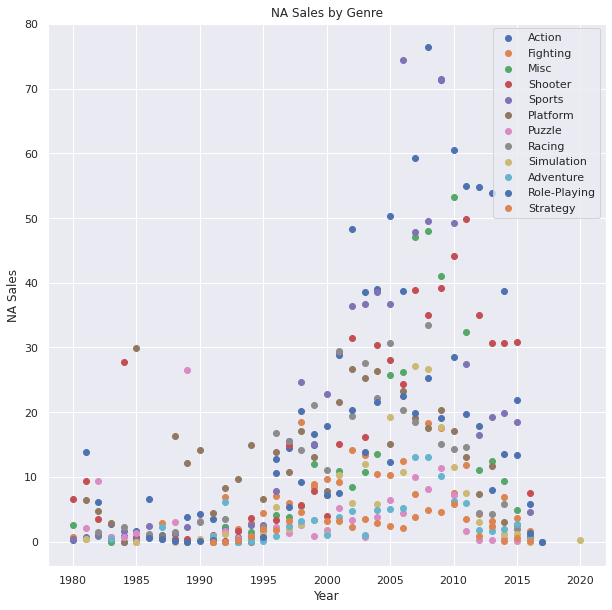 NA Sales by Genre
80
70
60
50
40
30
20
10
0
NA Sales
1980 1985 1990 1995 2000 2005 2010 2015 2020
Year
Action
Fighting
Misc
Shooter
Sports
Platform
Puzzle
Racing
Simulation
Adventure
Role-Playing
Strategy